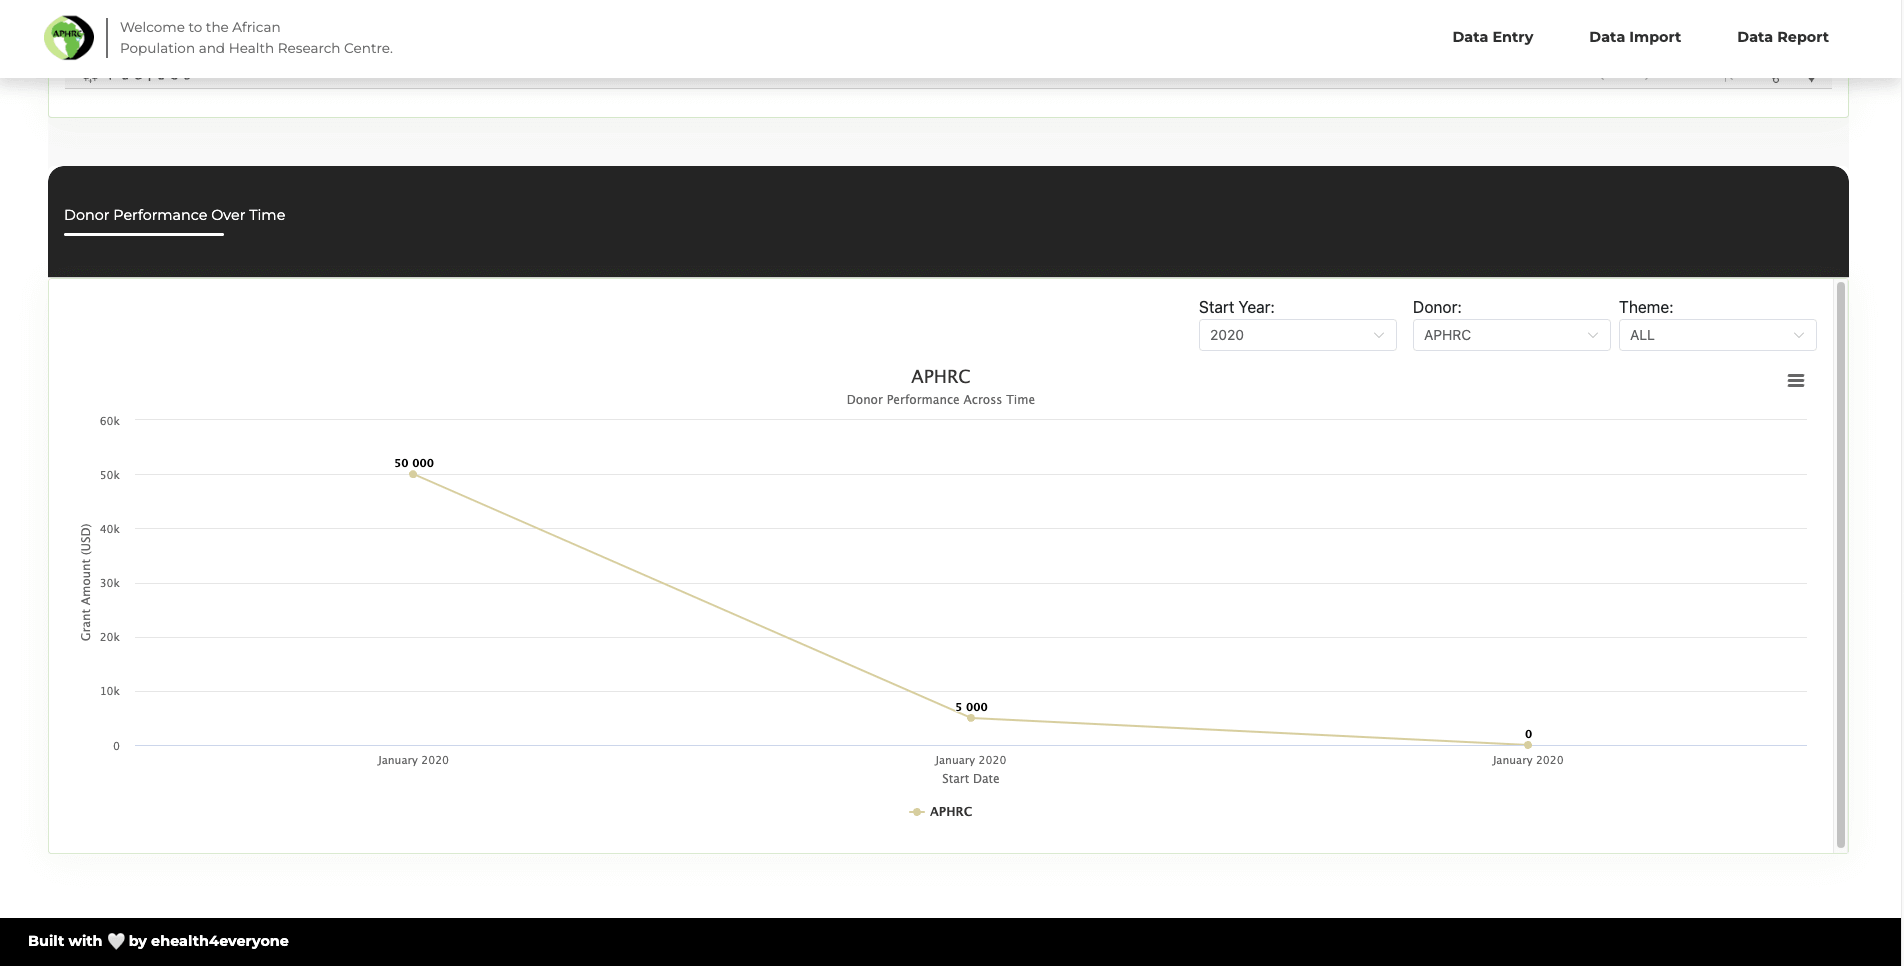 APHRC
Welcome to the African
Population and Health Research Centre.
Data Entry
Data Import
Data Report
Donor Performance Over Time
Start Year:
Donor:
Theme:
2020
APHRC
ALL
APHRC
Donor Performance Across Time
60k
50k
40k
30k
20k
10k
0
Grant Amount (USD)
50 000
5 000
0
January 2020
January 2020
January 2020
Start Date
APHRC
Built with 🤍 by ehealth4everyone